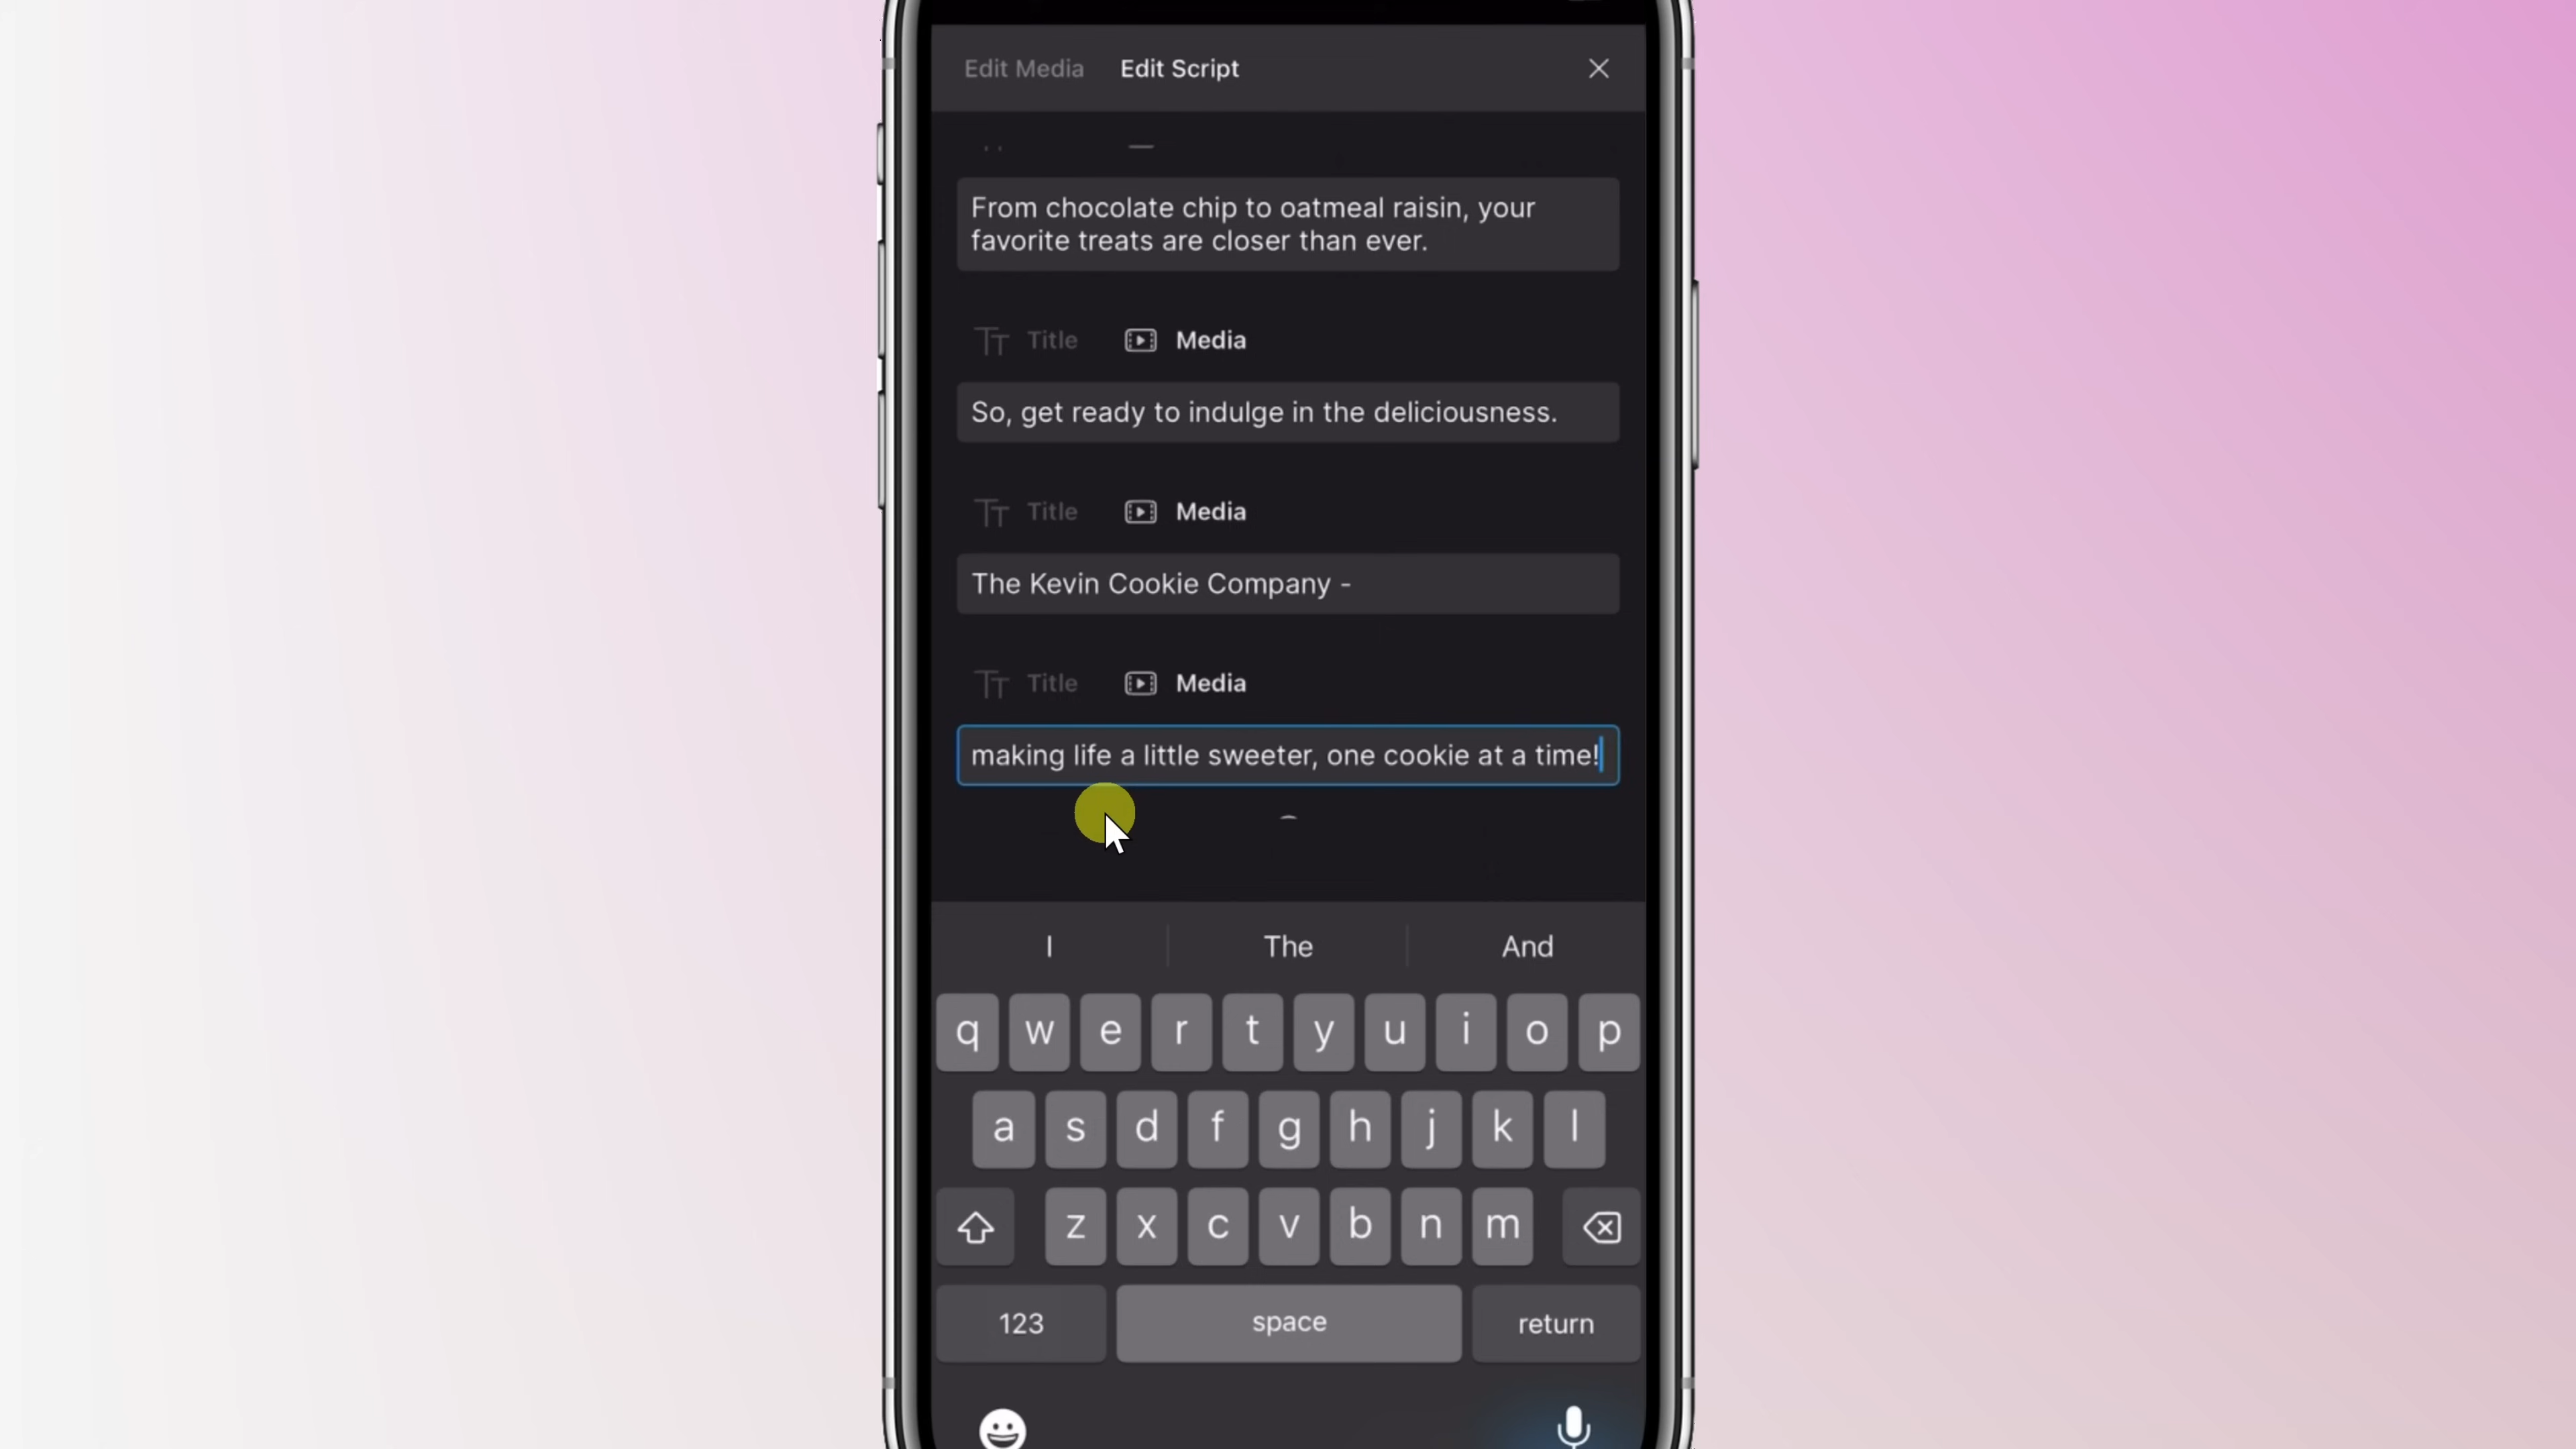 Edit Media Edit Script
From chocolate chip to oatmeal raisin, your
favorite treats are closer than ever.
Title Media
So, get ready to indulge in the deliciousness.
Title Media
The Kevin Cookie Company -
Title Media
making life a little sweeter, one cookie at a time!
I The And
q w e r t y u i o p
a s d f g h j k l
z x c v b n m
123 space return